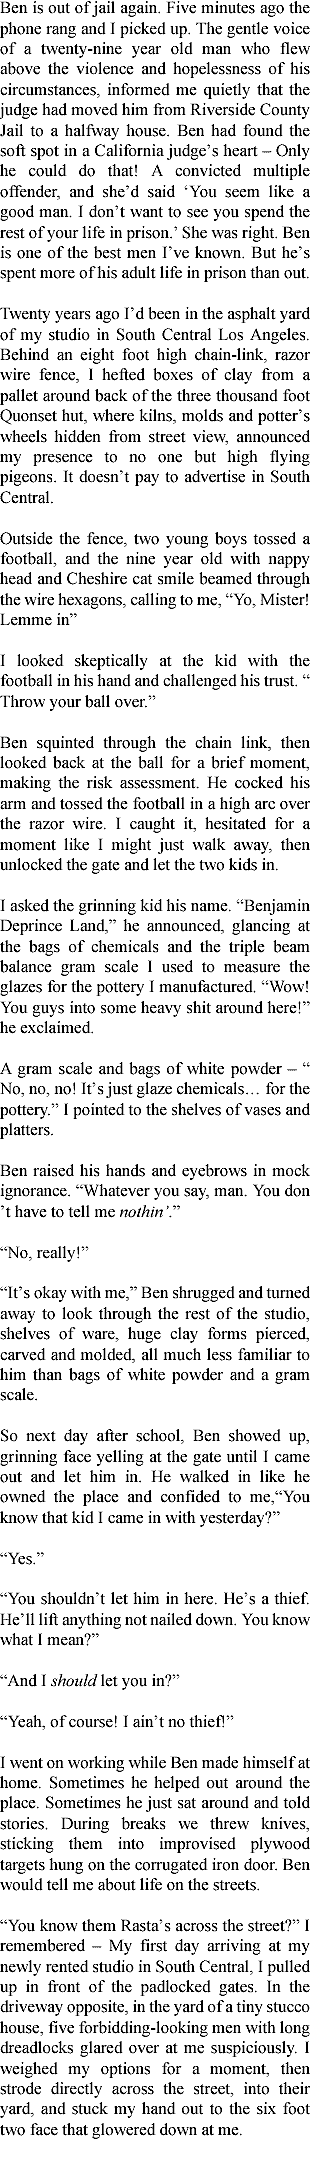 Ben is out of jail again. Five minutes ago the
phone rang and I picked up. The gentle voice
of a twenty-nine year old man who flew
above the violence and hopelessness of his
circumstances, informed me quietly that the
judge had moved him from Riverside County
Jail to a halfway house. Ben had found the
soft spot in a California judge’s heart – Only
he could do that! A convicted multiple
offender, and she’d said ‘You seem like a
good man. I don’t want to see you spend the
rest of your life in prison.’ She was right. Ben
is one of the best men I’ve known. But he’s
spent more of his adult life in prison than out.

Twenty years ago I’d been in the asphalt yard
of my studio in South Central Los Angeles.
Behind an eight foot high chain-link, razor
wire fence, I hefted boxes of clay from a
pallet around back of the three thousand foot
Quonset hut, where kilns, molds and potter’s
wheels hidden from street view, announced
my presence to no one but high flying
pigeons. It doesn’t pay to advertise in South
Central.

Outside the fence, two young boys tossed a
football, and the nine year old with nappy
head and Cheshire cat smile beamed through
the wire hexagons, calling to me, “Yo, Mister!
Lemme in”

I looked skeptically at the kid with the
football in his hand and challenged his trust. “
Throw your ball over.”

Ben squinted through the chain link, then
looked back at the ball for a brief moment,
making the risk assessment. He cocked his
arm and tossed the football in a high arc over
the razor wire. I caught it, hesitated for a
moment like I might just walk away, then
unlocked the gate and let the two kids in.

I asked the grinning kid his name. “Benjamin
Deprince Land,” he announced, glancing at
the bags of chemicals and the triple beam
balance gram scale I used to measure the
glazes for the pottery I manufactured. “Wow!
You guys into some heavy shit around here!”
he exclaimed.

A gram scale and bags of white powder – “
No, no, no! It’s just glaze chemicals… for the
pottery.” I pointed to the shelves of vases and
platters.

Ben raised his hands and eyebrows in mock
ignorance. “Whatever you say, man. You don
’t have to tell me nothin’.”

“No, really!”

“It’s okay with me,” Ben shrugged and turned
away to look through the rest of the studio,
shelves of ware, huge clay forms pierced,
carved and molded, all much less familiar to
him than bags of white powder and a gram
scale.

So next day after school, Ben showed up,
grinning face yelling at the gate until I came
out and let him in. He walked in like he
owned the place and confided to me,“You
know that kid I came in with yesterday?”

“Yes.”

“You shouldn’t let him in here. He’s a thief.
He’ll lift anything not nailed down. You know
what I mean?”

“And I should let you in?”

“Yeah, of course! I ain’t no thief!”

I went on working while Ben made himself at
home. Sometimes he helped out around the
place. Sometimes he just sat around and told
stories. During breaks we threw knives,
sticking them into improvised plywood
targets hung on the corrugated iron door. Ben
would tell me about life on the streets.

“You know them Rasta’s across the street?” I
remembered – My first day arriving at my
newly rented studio in South Central, I pulled
up in front of the padlocked gates. In the
driveway opposite, in the yard of a tiny stucco
house, five forbidding-looking men with long
dreadlocks glared over at me suspiciously. I
weighed my options for a moment, then
strode directly across the street, into their
yard, and stuck my hand out to the six foot
two face that glowered down at me.